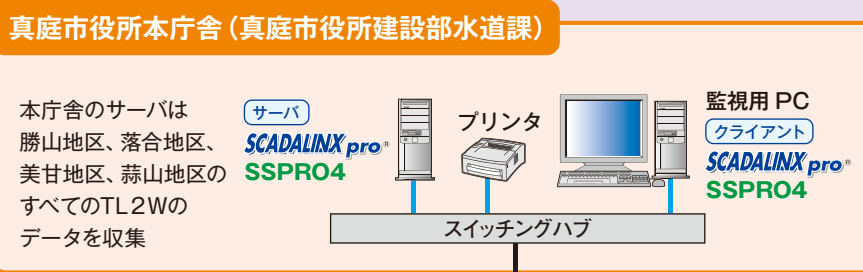 真庭市役所本庁舎（真庭市役所建設部水道課）
本庁舎のサーバは
勝山地区、落合地区、
美甘地区、蒜山地区の
すべてのTL2Wの
データを収集
サーバ
SCADALINX pro®
SSPRO4
プリンタ
監視用 PC
クライアント
SCADALINX pro®
SSPRO4
スイッチングハブ